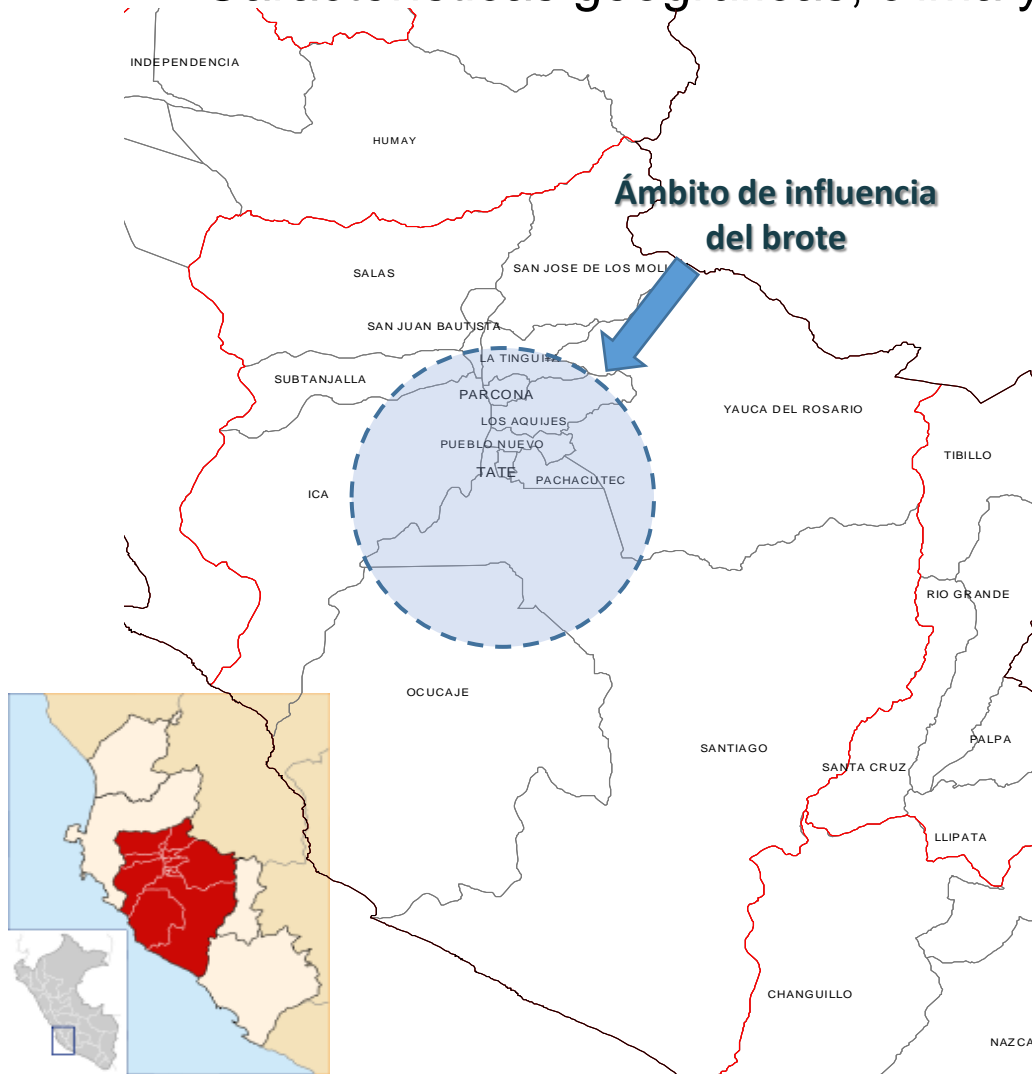 INDEPENDENCIA
HUMAY
Ámbito de influencia
del brote
SALAS
SAN JOSE DE LOS MOLI
SAN JUAN BAUTISTA
LA TINGUIÑA
SUBTANJALLA
PARCONA
YAUCA DEL ROSARIO
LOS AQUIJES
PUEBLO NUEVO
TIBILLO
TATE
PACHACUTEC
ICA
RIO GRANDE
OCUCAJE
SANTIAGO
PALPA
SANTA CRUZ
LLIPATA
CHANGUILLO
NAZCA